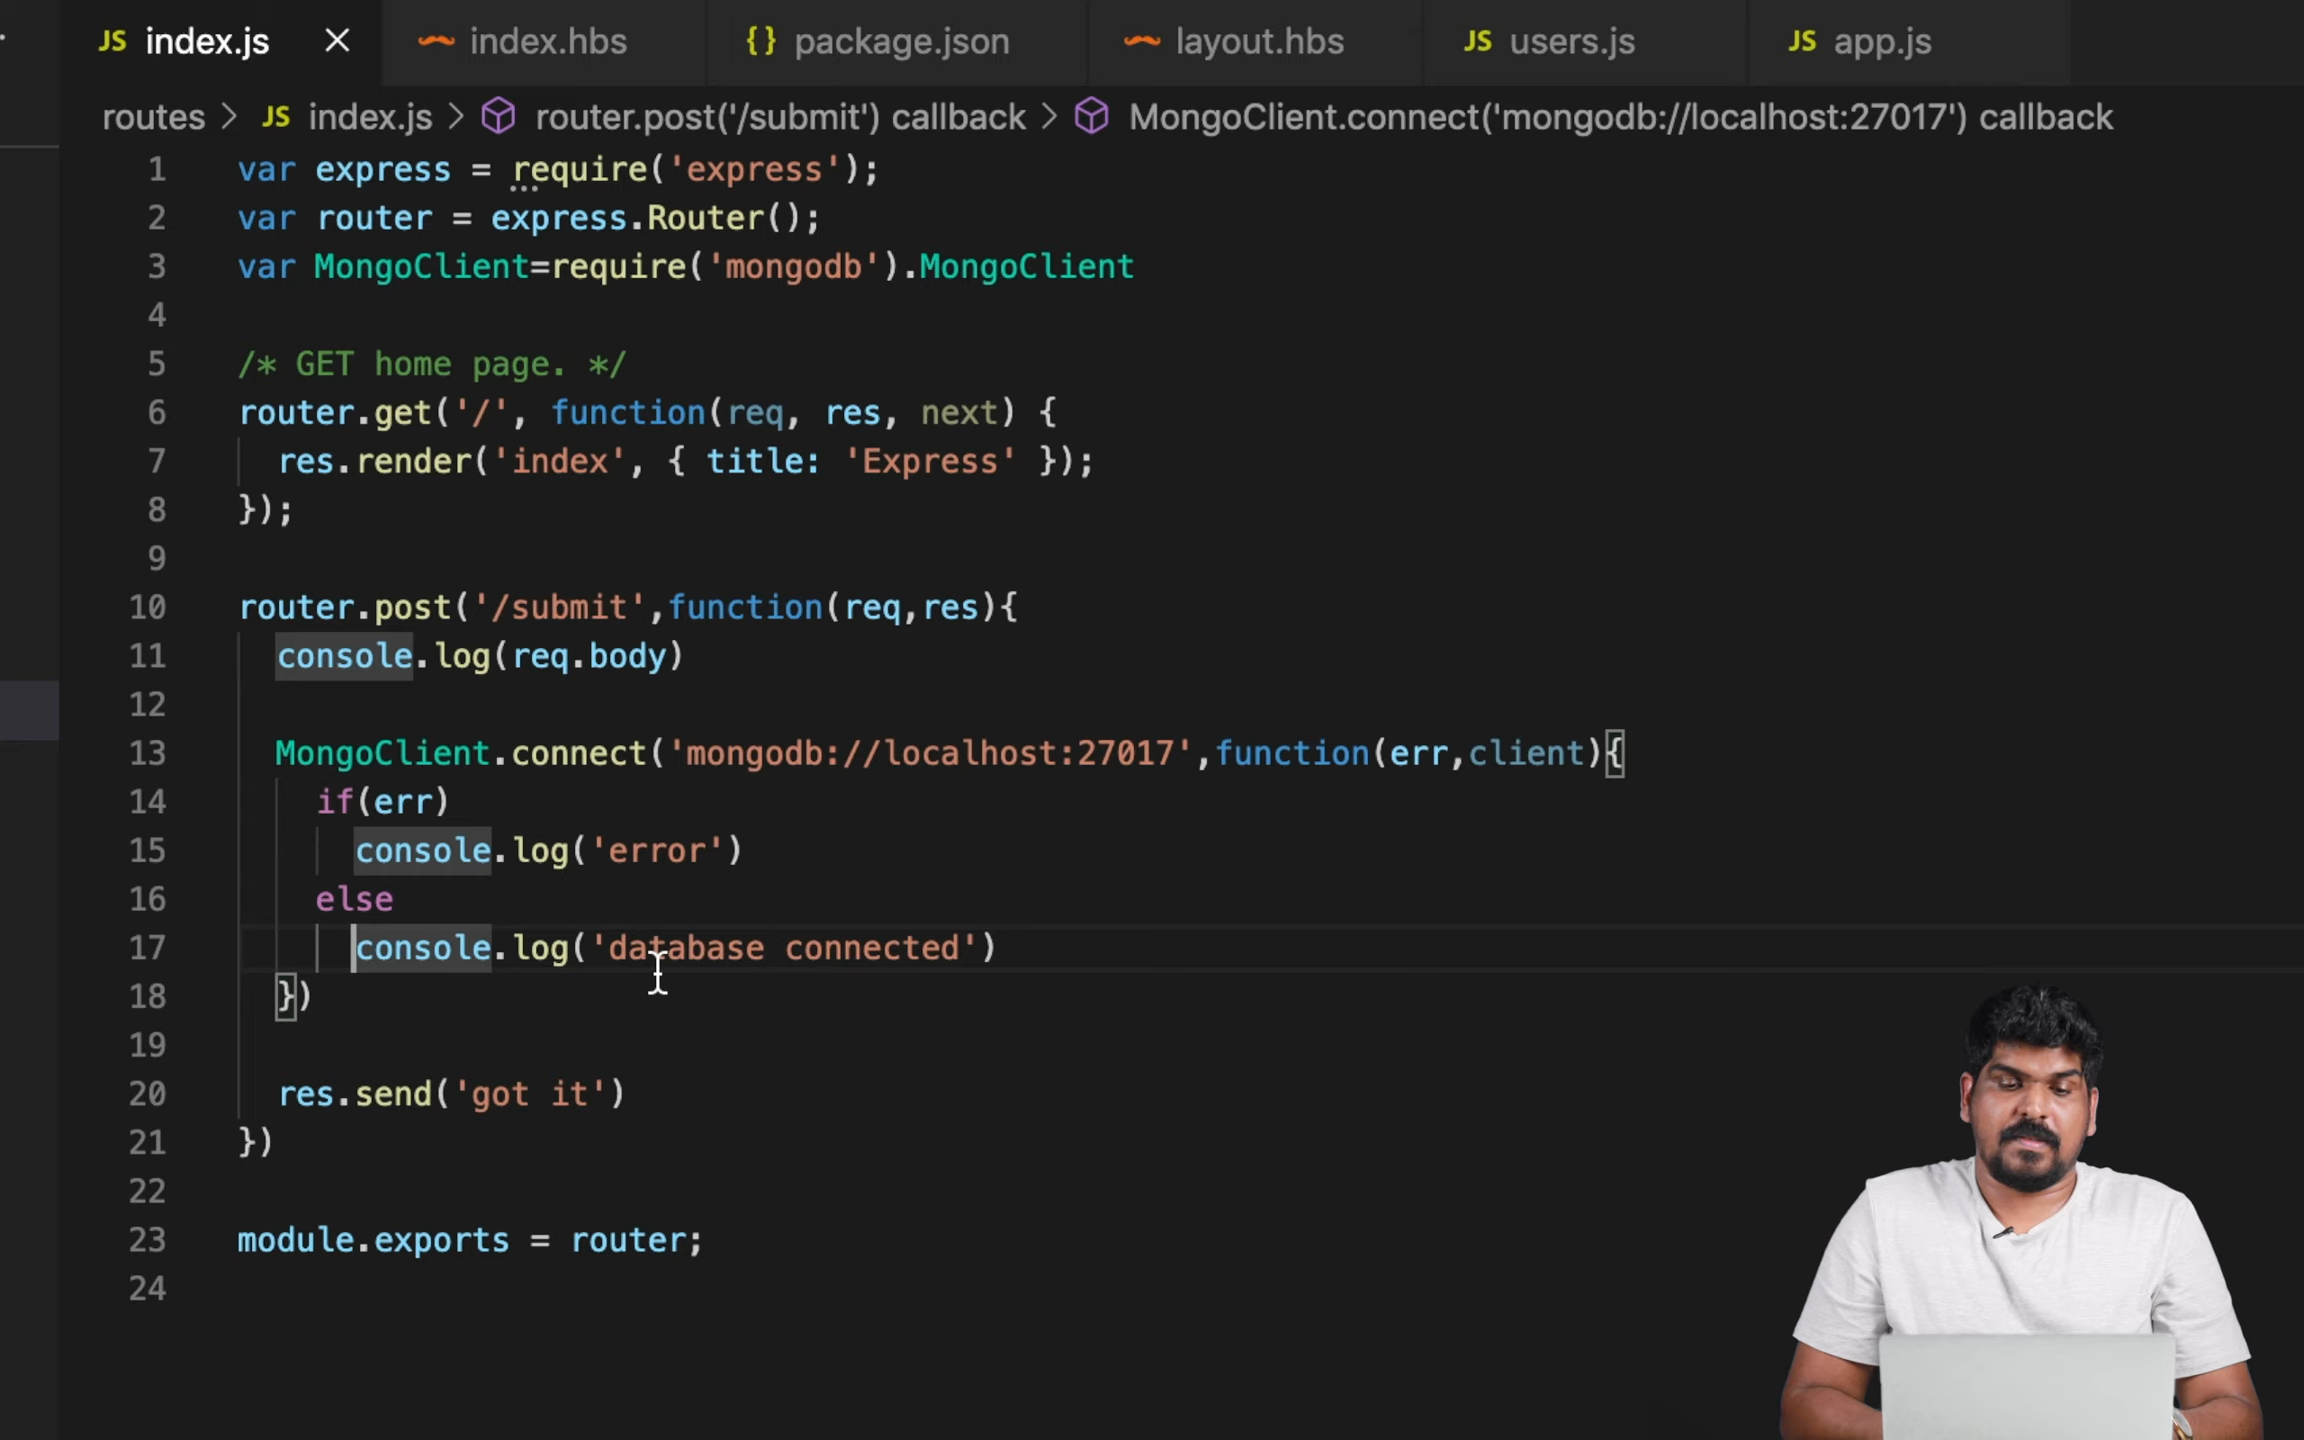 JS index.js × index.hbs {} package.json layout.hbs JS users.js JS app.js
routes > JS index.js > router.post('/submit') callback > MongoClient.connect('mongodb://localhost:27017') callback
1 var express = require('express');
2 var router = express.Router();
3 var MongoClient=require('mongodb').MongoClient
4
5 /* GET home page. */
6 router.get('/', function(req, res, next) {
7 res.render('index', { title: 'Express' });
8 });
9
10 router.post('/submit',function(req,res){
11 console.log(req.body)
12
13 MongoClient.connect('mongodb://localhost:27017',function(err,client){
14 if(err)
15 console.log('error')
16 else
17 console.log('database connected')
18 })
19
20 res.send('got it')
21 })
22
23 module.exports = router;
24